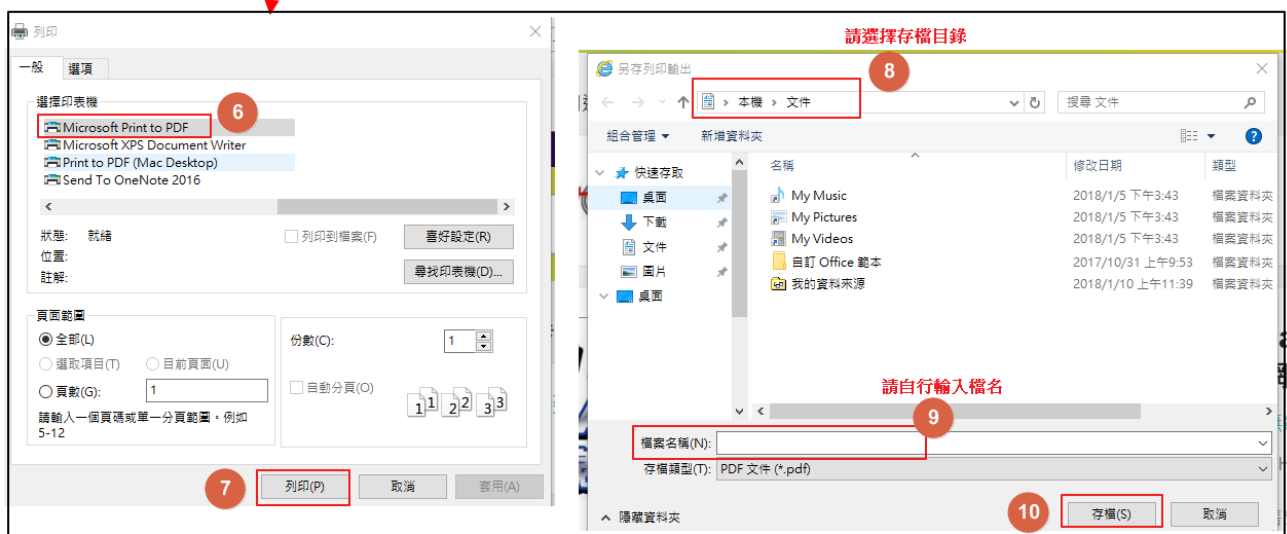 列印
一般 選項
選擇印表機
6
Microsoft Print to PDF
Microsoft XPS Document Writer
Print to PDF (Mac Desktop)
Send To OneNote 2016
狀態: 就緒
列印到檔案(F)
喜好設定(R)
位置:
註解:
尋找印表機(D)...
頁面範圍
全部(L)
選取項目(T) 目前頁面(U)
頁數(G): 1
請輸入一個頁碼或單一分頁範圍。例如
5-12
份數(C): 1
自動分頁(O)
1 1 2 2 3 3
7
列印(P) 取消 套用(A)
請選擇存檔目錄
另存列印輸出
8
本機 › 文件
搜尋 文件
組合管理 新增資料夾
快速存取
桌面
下載
文件
圖片
桌面
名稱 修改日期 類型
My Music 2018/1/5 下午3:43 檔案資料夾
My Pictures 2018/1/5 下午3:43 檔案資料夾
My Videos 2018/1/5 下午3:43 檔案資料夾
自訂 Office 範本 2017/10/31 上午9:53 檔案資料夾
我的資料來源 2018/1/10 上午11:39 檔案資料夾
請自行輸入檔名
9
檔案名稱(N):
存檔類型(T): PDF 文件 (*.pdf)
隱藏資料夾
10
存檔(S) 取消